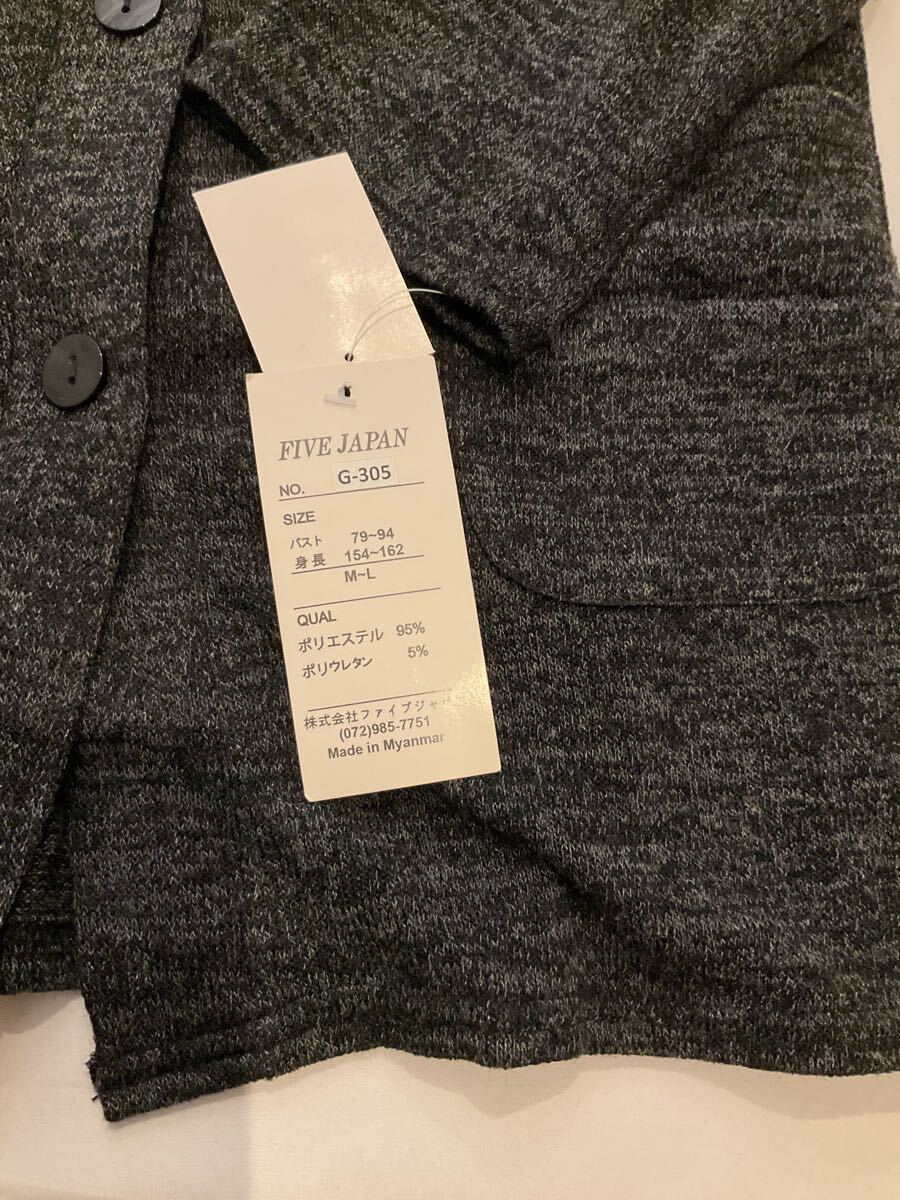 FIVE JAPAN
NO. G-305
SIZE
バスト 79~94
身長 154~162
M~L
QUAL
ポリエステル 95%
ポリウレタン 5%
株式会社ファイブジャ
(072)985-7751
Made in Myanmar